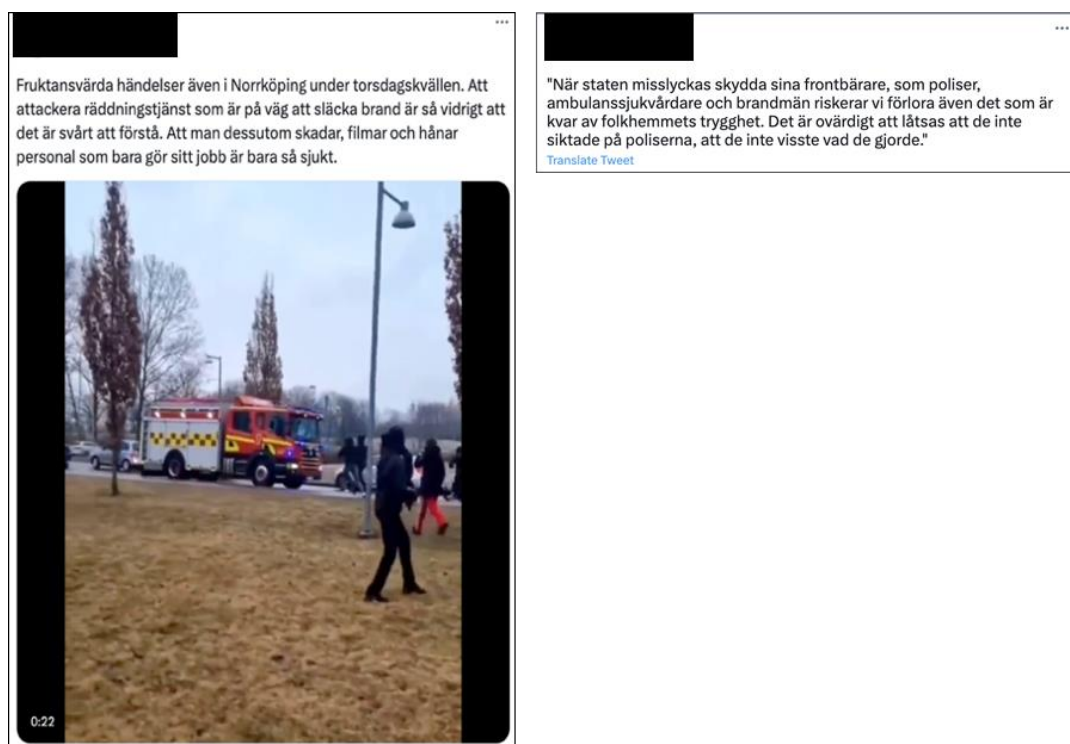 Fruktansvärda händelser även i Norrköping under torsdagskvällen. Att
attackera räddningstjänst som är på väg att släcka brand är så vidrigt att
det är svårt att förstå. Att man dessutom skadar, filmar och hånar
personal som bara gör sitt jobb är bara så sjukt.
0:22
"När staten misslyckas skydda sina frontbärare, som poliser,
ambulanssjukvårdare och brandmän riskerar vi förlora även det som är
kvar av folkhemmets trygghet. Det är ovärdigt att låtsas att de inte
siktade på poliserna, att de inte visste vad de gjorde."
Translate Tweet